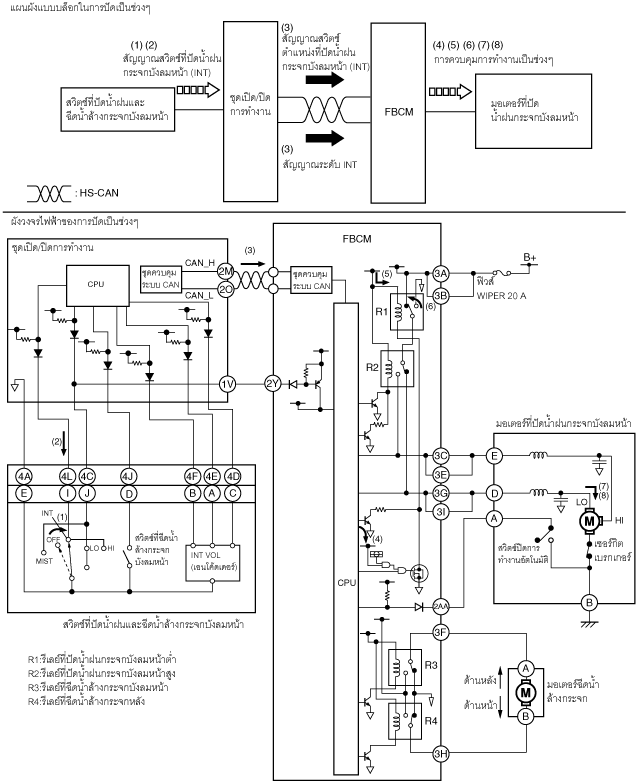 แผนผังแบบบล็อกในการปัดเป็นช่วงๆ
(1) (2)
สัญญาณสวิตช์ที่ปัดน้ำฝน
กระจกบังลมหน้า (INT)
(3)
สัญญาณสวิตช์
ตำแหน่งที่ปัดน้ำฝน
กระจกบังลมหน้า (INT)
(4) (5) (6) (7) (8)
การควบคุมการทำงานเป็นช่วงๆ
สวิตช์ที่ปัดน้ำฝนและ
ฉีดน้ำล้างกระจกบังลมหน้า
ชุดเปิด/ปิด
การทำงาน
FBCM
มอเตอร์ที่ปัด
น้ำฝนกระจกบังลมหน้า
(3)
สัญญาณระดับ INT
: HS-CAN
ผังวงจรไฟฟ้าของการปัดเป็นช่วงๆ
ชุดเปิด/ปิดการทำงาน
FBCM
CPU
ชุดควบคุม
ระบบ CAN
CAN_H
CAN_L
2M
2O
(3)
ชุดควบคุม
ระบบ CAN
(5)
R1
(6)
3A
3B
B+
ฟิวส์
WIPER 20 A
R2
1V
2Y
มอเตอร์ที่ปัดน้ำฝนกระจกบังลมหน้า
(2)
3C
3E
E
4A
4L
4C
4J
4F
4E
4D
3G
3I
D
E
I
J
D
B
A
C
LO
(7)
(8)
M
HI
A
INT
(1)
OFF
MIST
LO
HI
สวิตช์ที่ฉีดน้ำ
ล้างกระจก
บังลมหน้า
INT VOL
(เอนโค้ดเดอร์)
(4)
CPU
สวิตช์ปัดการ
ทำงานอัตโนมัติ
เซอร์กิต
เบรกเกอร์
2AA
B
สวิตช์ที่ปัดน้ำฝนและฉีดน้ำล้างกระจกบังลมหน้า
3F
R1:รีเลย์ที่ปัดน้ำฝนกระจกบังลมหน้าต่ำ
R2:รีเลย์ที่ปัดน้ำฝนกระจกบังลมหน้าสูง
R3:รีเลย์ที่ฉีดน้ำล้างกระจกบังลมหน้า
R4:รีเลย์ที่ฉีดน้ำล้างกระจกหลัง
R3
R4
3H
A
ด้านหลัง
M
ด้านหน้า
B
มอเตอร์ฉีดน้ำ
ล้างกระจก